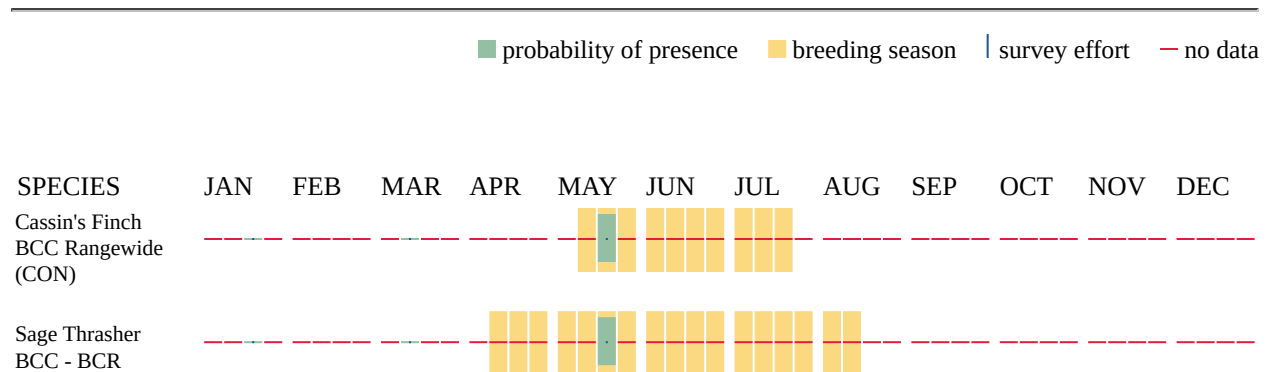 probability of presence breeding season survey effort no data
SPECIES JAN FEB MAR APR MAY JUN JUL AUG SEP OCT NOV DEC
Cassin's Finch
BCC Rangewide
(CON)
Sage Thrasher
BCC - BCR